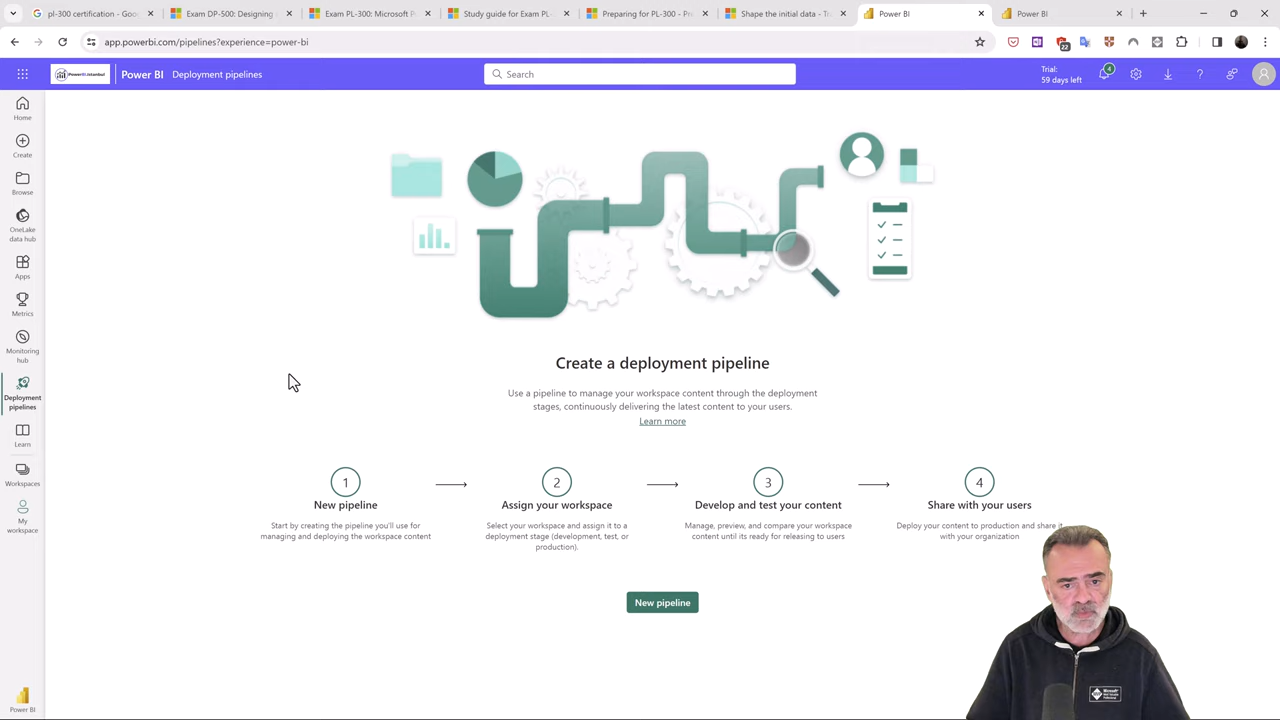 pl-300 certification - Goo
Exam DP-500: Designing
Exam PL-300: Microsoft P
Study guide for Exam PL-
Preparing for PL-300 - Pe
Shape the initial data - Tr
Power BI
Power BI
app.powerbi.com/pipelines?experience=power-bi
22
Power BI
Deployment pipelines
Search
Trial:
59 days left
4
Home
Create
Browse
OneLake
data hub
Apps
Metrics
Monitoring
hub
Deployment
pipelines
Learn
Workspaces
My
workspace
Power BI
Create a deployment pipeline
Use a pipeline to manage your workspace content through the deployment
stages, continuously delivering the latest content to your users.
Learn more
1
New pipeline
Start by creating the pipeline you'll use for
managing and deploying the workspace content
2
Assign your workspace
Select your workspace and assign it to a
deployment stage (development, test, or
production).
3
Develop and test your content
Manage, preview, and compare your workspace
content until its ready for releasing to users
4
Share with your users
Deploy your content to production and share it
with your organization
New pipeline